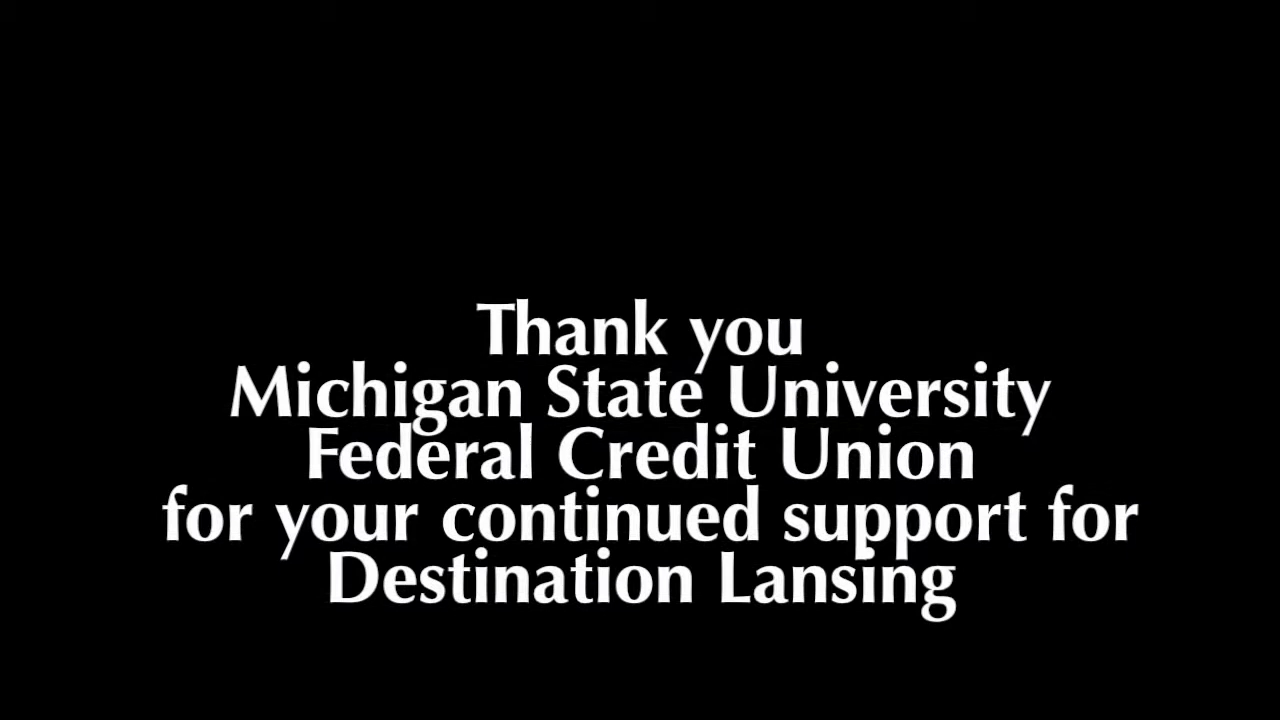 Thank you
Michigan State University
Federal Credit Union
for your continued support for
Destination Lansing